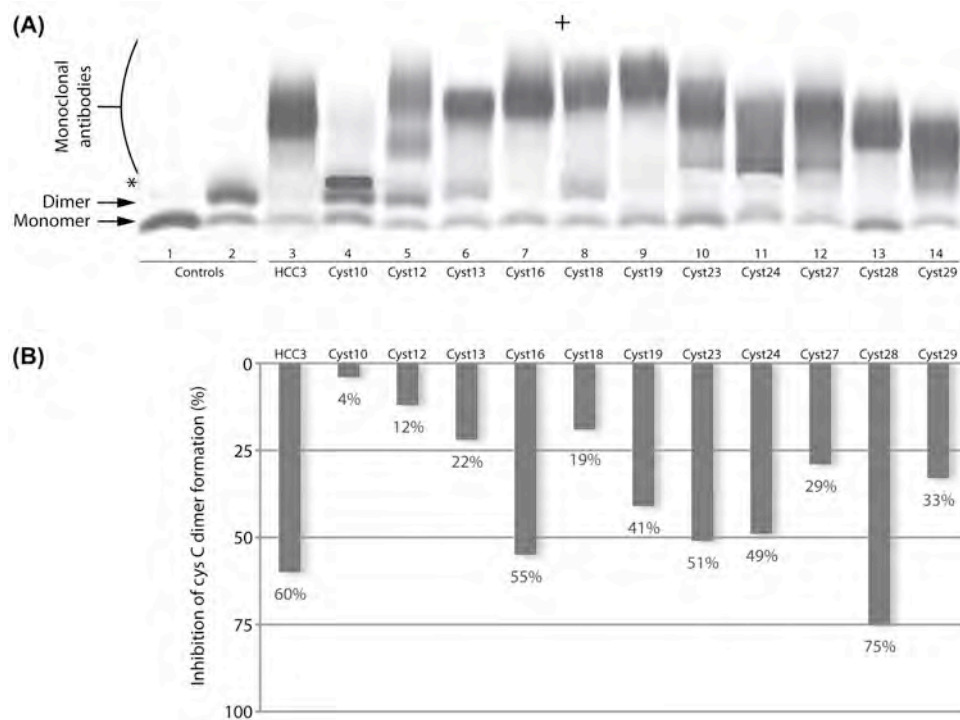 (A)
+
Monoclonal
antibodies
*
Dimer
Monomer
1 2 3 4 5 6 7 8 9 10 11 12 13 14
Controls HCC3 Cyst10 Cyst12 Cyst13 Cyst16 Cyst18 Cyst19 Cyst23 Cyst24 Cyst27 Cyst28 Cyst29
(B)
HCC3 Cyst10 Cyst12 Cyst13 Cyst16 Cyst18 Cyst19 Cyst23 Cyst24 Cyst27 Cyst28 Cyst29
Inhibition of cys C dimer formation (%)
0
4%
12%
22%
19%
25
29%
33%
41%
51%
49%
50
55%
60%
75
75%
100